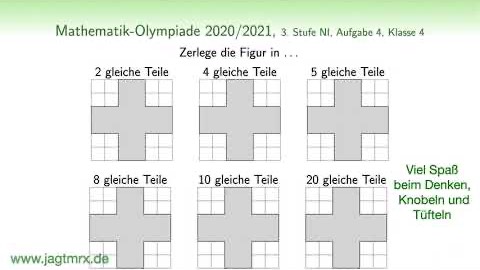 Mathematik-Olympiade 2020/2021, 3. Stufe NI, Aufgabe 4, Klasse 4
Zerlege die Figur in ...
2 gleiche Teile 4 gleiche Teile 5 gleiche Teile
8 gleiche Teile 10 gleiche Teile 20 gleiche Teile
Viel Spaß
beim Denken,
Knobeln und
Tüfteln
www.jagtmrx.de